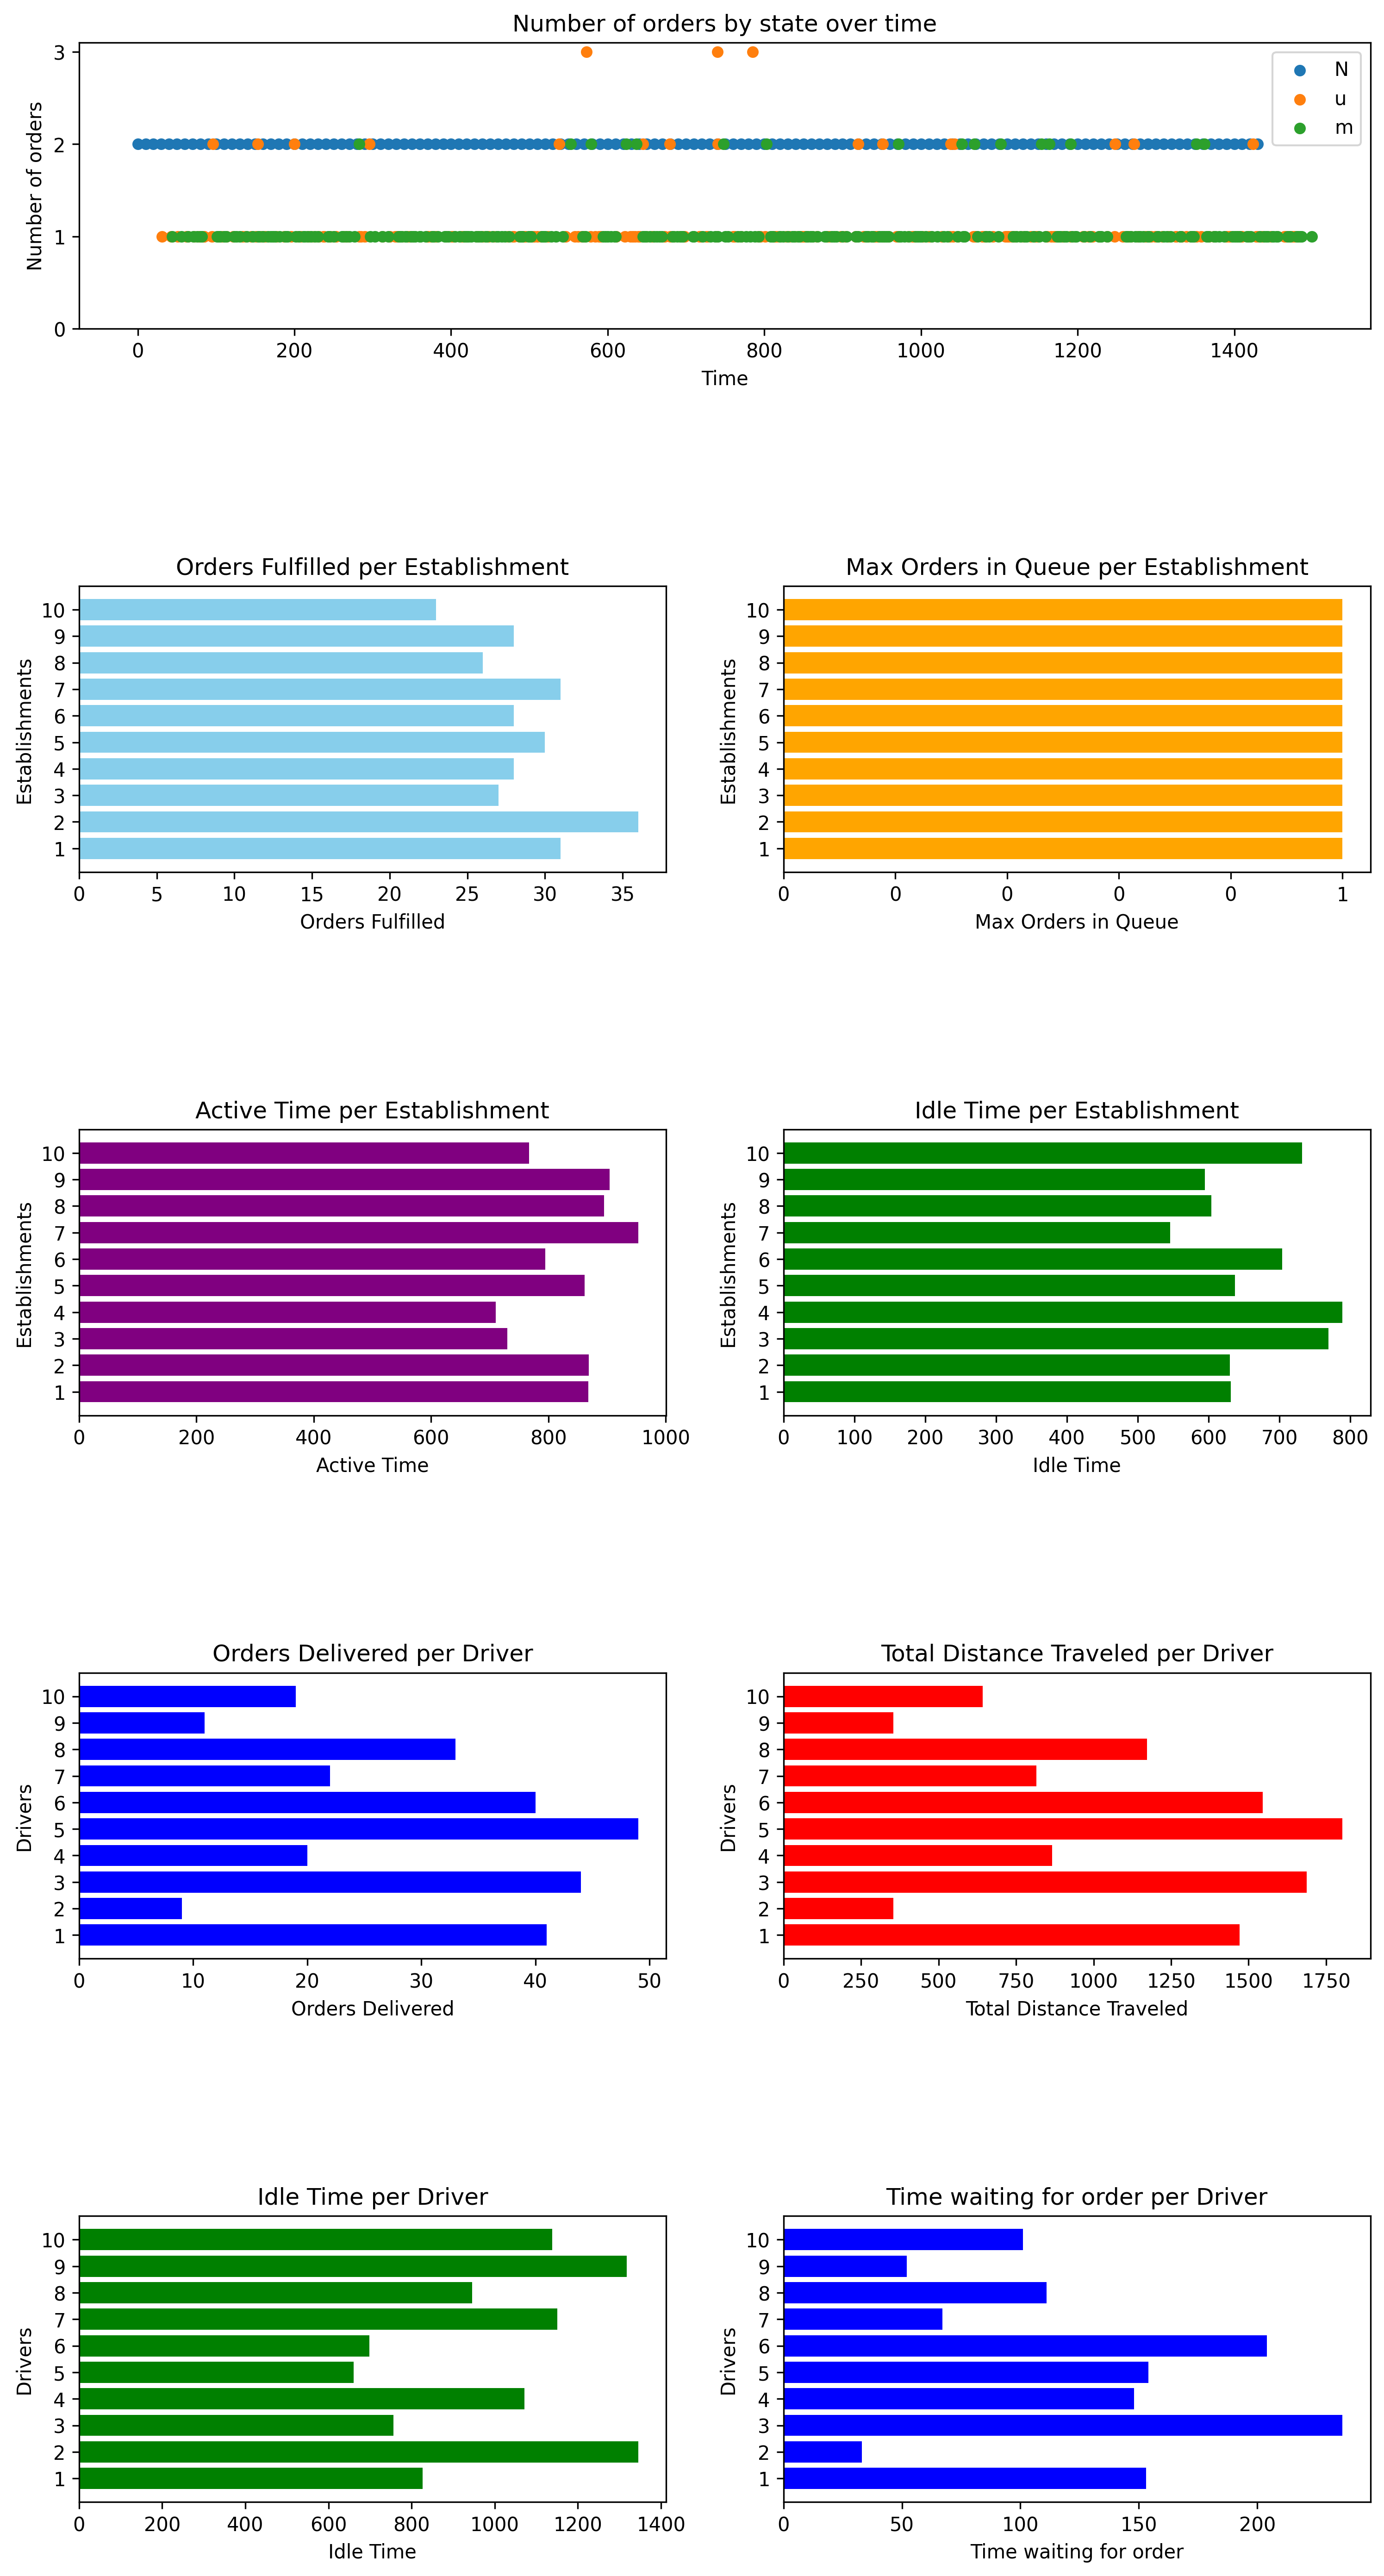 Number of orders by state over time
Number of orders
3
2
1
0
N
u
m
0 200 400 600 800 1000 1200 1400
Time
Orders Fulfilled per Establishment
Establishments
10
9
8
7
6
5
4
3
2
1
0 5 10 15 20 25 30 35
Orders Fulfilled
Max Orders in Queue per Establishment
Establishments
10
9
8
7
6
5
4
3
2
1
0 0 0 0 0 1
Max Orders in Queue
Active Time per Establishment
Establishments
10
9
8
7
6
5
4
3
2
1
0 200 400 600 800 1000
Active Time
Idle Time per Establishment
Establishments
10
9
8
7
6
5
4
3
2
1
0 100 200 300 400 500 600 700 800
Idle Time
Orders Delivered per Driver
Drivers
10
9
8
7
6
5
4
3
2
1
0 10 20 30 40 50
Orders Delivered
Total Distance Traveled per Driver
Drivers
10
9
8
7
6
5
4
3
2
1
0 250 500 750 1000 1250 1500 1750
Total Distance Traveled
Idle Time per Driver
Drivers
10
9
8
7
6
5
4
3
2
1
0 200 400 600 800 1000 1200 1400
Idle Time
Time waiting for order per Driver
Drivers
10
9
8
7
6
5
4
3
2
1
0 50 100 150 200
Time waiting for order